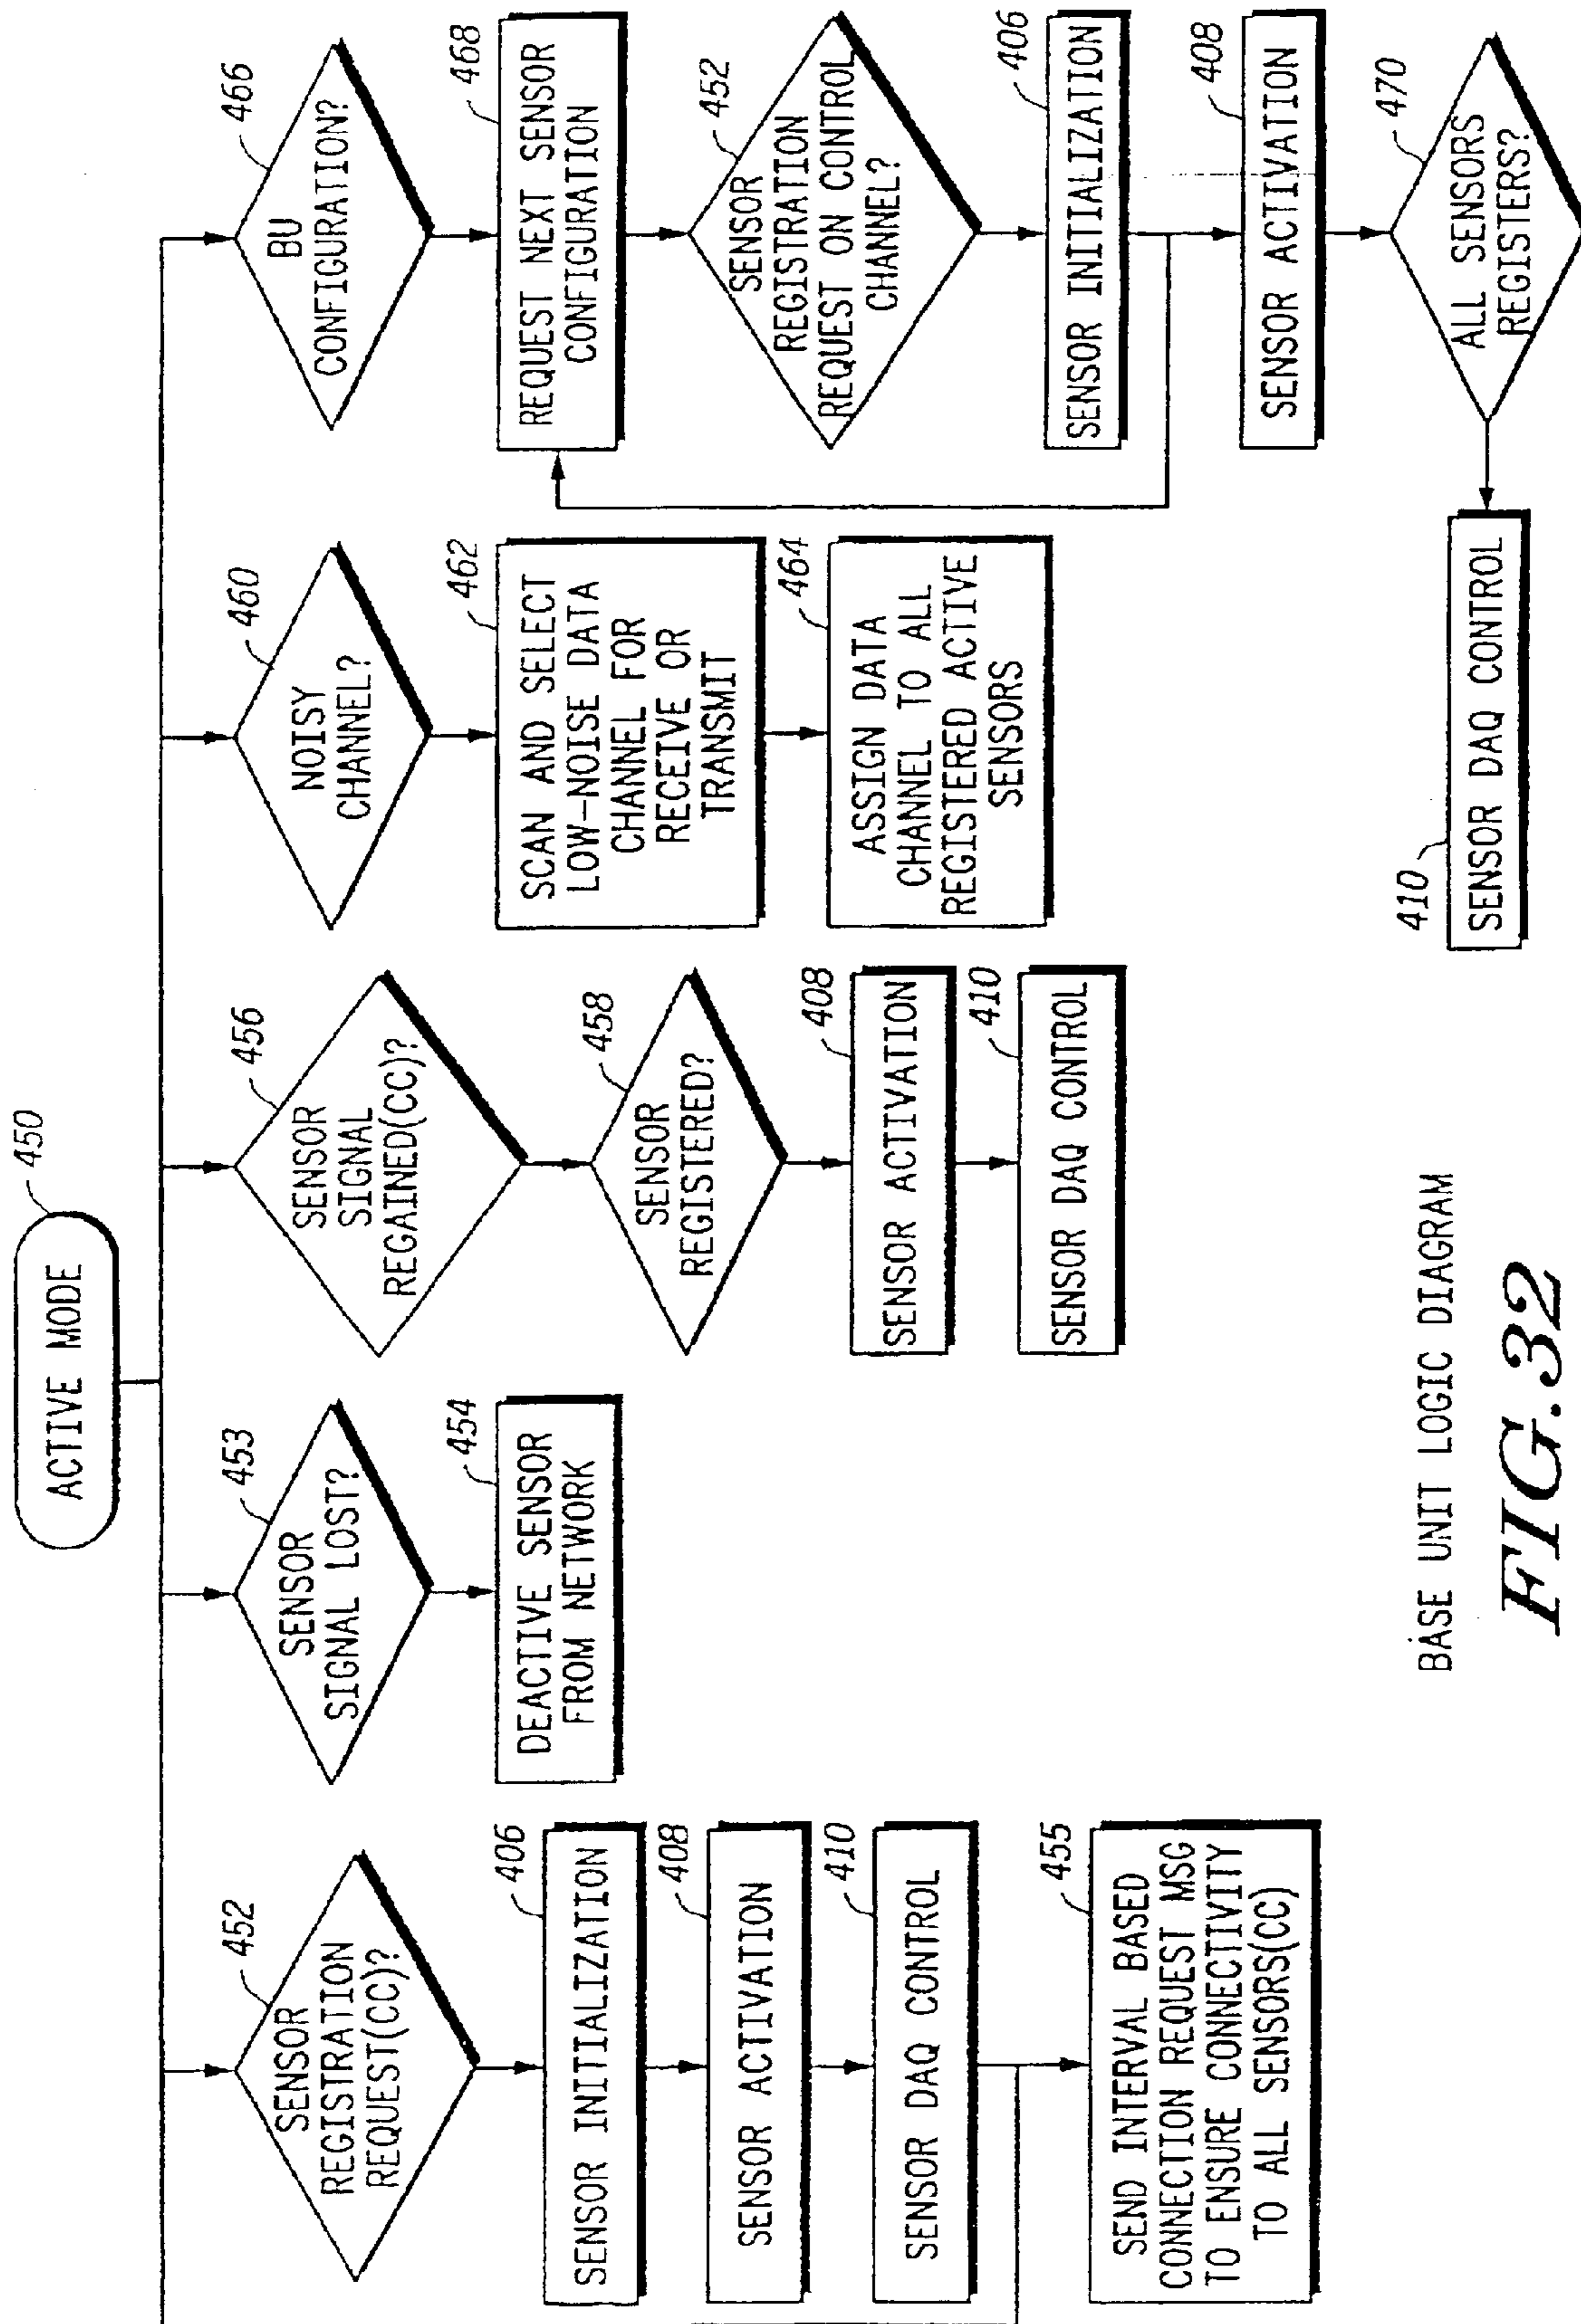 ACTIVE MODE
450
SENSOR
REGISTRATION
REQUEST(CC)?
452
SENSOR INITIALIZATION
406
SENSOR ACTIVATION
408
SENSOR DAQ CONTROL
410
SEND INTERVAL BASED
CONNECTION REQUEST MSG
TO ENSURE CONNECTIVITY
TO ALL SENSORS(CC)
455
SENSOR
SIGNAL LOST?
453
DEACTIVE SENSOR
FROM NETWORK
454
SENSOR
SIGNAL
REGAINED(CC)?
456
SENSOR
REGISTERED?
458
SENSOR ACTIVATION
408
SENSOR DAQ CONTROL
410
NOISY
CHANNEL?
460
SCAN AND SELECT
LOW-NOISE DATA
CHANNEL FOR
RECEIVE OR
TRANSMIT
462
ASSIGN DATA
CHANNEL TO ALL
REGISTERED ACTIVE
SENSORS
464
BU
CONFIGURATION?
466
REQUEST NEXT SENSOR
CONFIGURATION
468
SENSOR
REGISTRATION
REQUEST ON CONTROL
CHANNEL?
452
SENSOR INITIALIZATION
406
SENSOR ACTIVATION
408
ALL SENSORS
REGISTERS?
470
SENSOR DAQ CONTROL
410
BASE UNIT LOGIC DIAGRAM
FIG.32